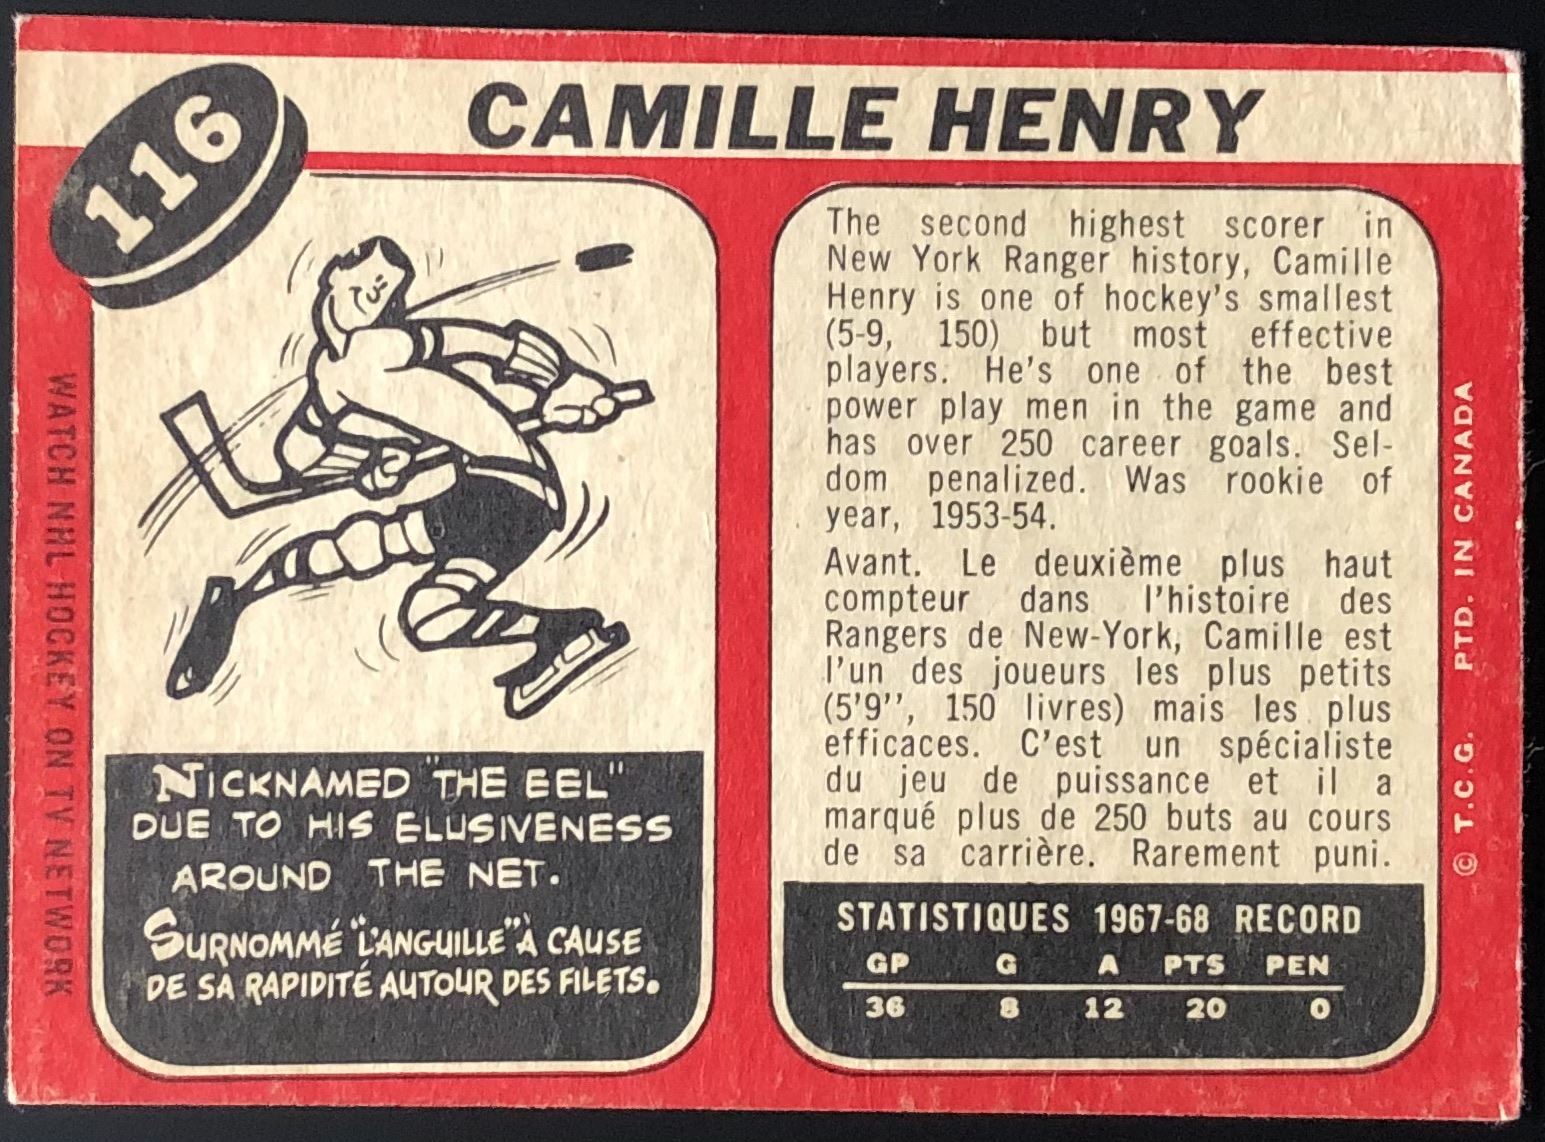 116
CAMILLE HENRY
NICKNAMED "THE EEL"
DUE TO HIS ELUSIVENESS
AROUND THE NET.
SURNOMMÉ "L'ANGUILLE" À CAUSE
DE SA RAPIDITÉ AUTOUR DES FILETS.
The second highest scorer in
New York Ranger history, Camille
Henry is one of hockey's smallest
(5-9, 150) but most effective
players. He's one of the best
power play men in the game and
has over 250 career goals. Sel-
dom penalized. Was rookie of
year, 1953-54.
Avant. Le deuxième plus haut
compteur dans l'histoire des
Rangers de New-York, Camille est
l'un des joueurs les plus petits
(5'9", 150 livres) mais les plus
efficaces. C'est un spécialiste
du jeu de puissance et il a
marqué plus de 250 buts au cours
de sa carrière. Rarement puni.
STATISTIQUES 1967-68 RECORD
GP G A PTS PEN
36 8 12 20 0
WATCH NHL HOCKEY ON TV NETWORK
© T.C.G. PTD. IN CANADA